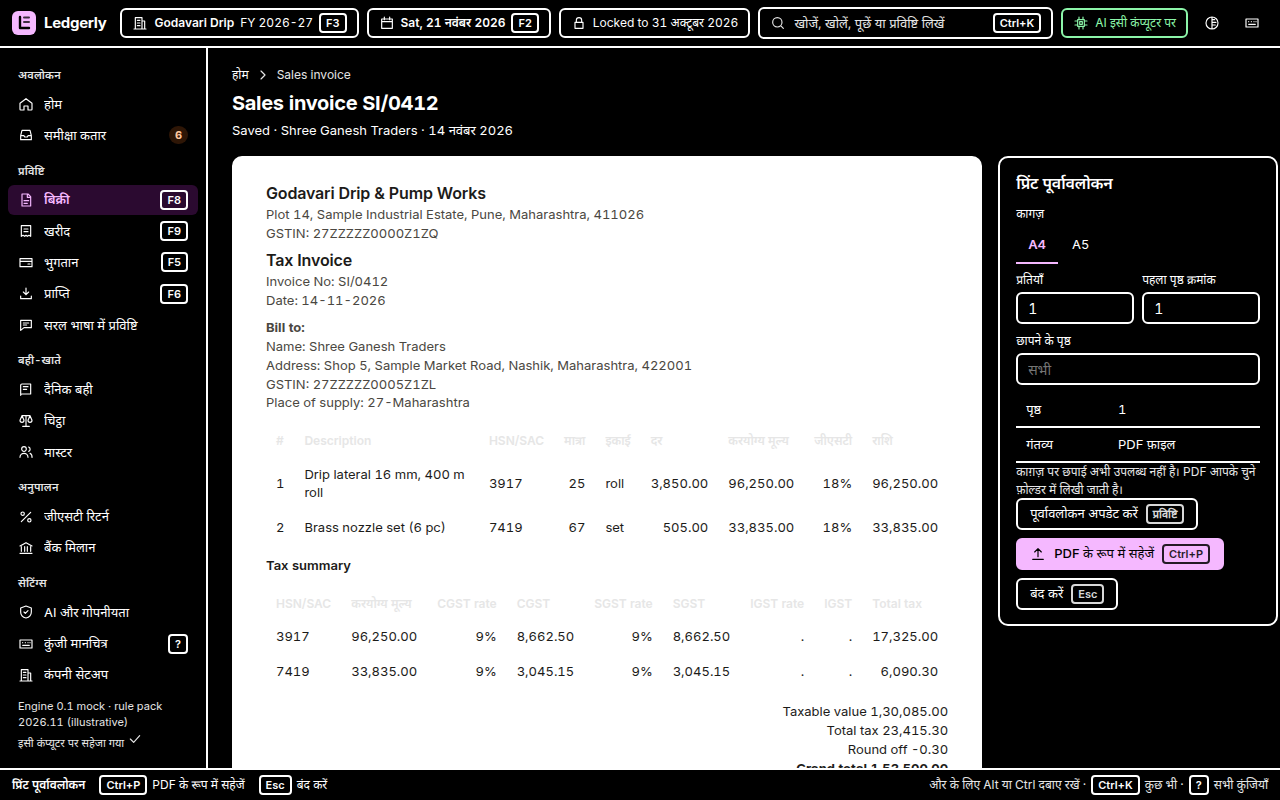 Ledgerly
Godavari Drip FY 2026-27 F3
Sat, 21 नवंबर 2026 F2
Locked to 31 अक्टूबर 2026
खोजें, खोलें, पूछें या प्रविष्टि लिखें Ctrl+K
AI इसी कंप्यूटर पर
अवलोकन
होम
समीक्षा कतार 6
प्रविष्टि
बिक्री F8
खरीद F9
भुगतान F5
प्राप्ति F6
सरल भाषा में प्रविष्टि
बही-खाते
दैनिक बही
चिट्ठा
मास्टर
अनुपालन
जीएसटी रिटर्न
बैंक मिलान
सेटिंग्स
AI और गोपनीयता
कुंजी मानचित्र ?
कंपनी सेटअप
Engine 0.1 mock · rule pack
2026.11 (illustrative)
इसी कंप्यूटर पर सहेजा गया
होम > Sales invoice
Sales invoice SI/0412
Saved · Shree Ganesh Traders · 14 नवंबर 2026
Godavari Drip & Pump Works
Plot 14, Sample Industrial Estate, Pune, Maharashtra, 411026
GSTIN: 27ZZZZZ0000Z1ZQ
Tax Invoice
Invoice No: SI/0412
Date: 14-11-2026
Bill to:
Name: Shree Ganesh Traders
Address: Shop 5, Sample Market Road, Nashik, Maharashtra, 422001
GSTIN: 27ZZZZZ0005Z1ZL
Place of supply: 27-Maharashtra
# Description HSN/SAC मात्रा इकाई दर करयोग्य मूल्य जीएसटी राशि
1 Drip lateral 16 mm, 400 m roll 3917 25 roll 3,850.00 96,250.00 18% 96,250.00
2 Brass nozzle set (6 pc) 7419 67 set 505.00 33,835.00 18% 33,835.00
Tax summary
HSN/SAC करयोग्य मूल्य CGST rate CGST SGST rate SGST IGST rate IGST Total tax
3917 96,250.00 9% 8,662.50 9% 8,662.50 . . 17,325.00
7419 33,835.00 9% 3,045.15 9% 3,045.15 . . 6,090.30
Taxable value 1,30,085.00
Total tax 23,415.30
Round off -0.30
Grand total 1,53,500.00
प्रिंट पूर्वावलोकन
कागज़
A4 A5
प्रतियाँ पहला पृष्ठ क्रमांक
1 1
छापने के पृष्ठ
सभी
पृष्ठ 1
गंतव्य PDF फ़ाइल
काग़ज़ पर छपाई अभी उपलब्ध नहीं है। PDF आपके चुने
फ़ोल्डर में लिखी जाती है।
पूर्वावलोकन अपडेट करें प्रविष्टि
PDF के रूप में सहेजें Ctrl+P
बंद करें Esc
प्रिंट पूर्वावलोकन Ctrl+P PDF के रूप में सहेजें Esc बंद करें
और के लिए Alt या Ctrl दबाए रखें · Ctrl+K कुछ भी · ? सभी कुंजियाँ